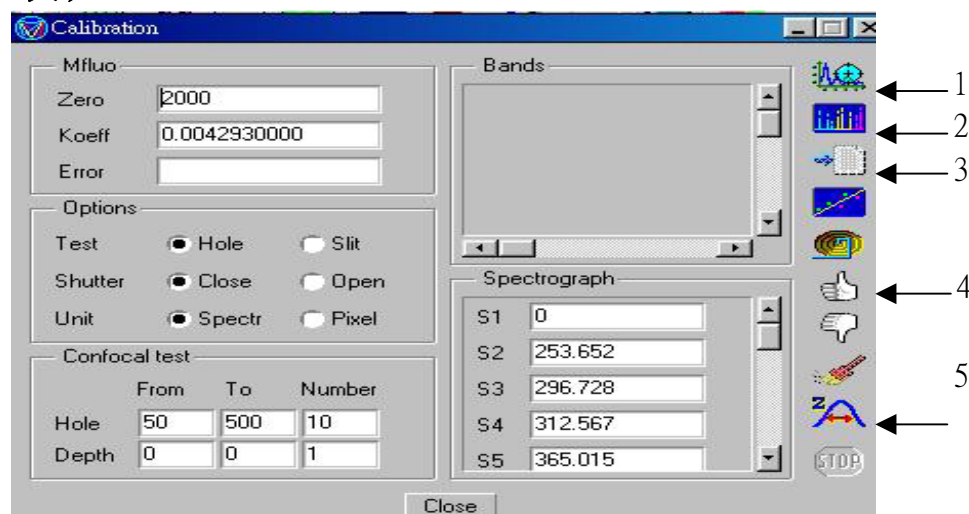 Calibration
Mfluo
Zero 2000
Koeff 0.0042930000
Error
Options
Test Hole Slit
Shutter Close Open
Unit Spectr Pixel
Confocal test
From To Number
Hole 50 500 10
Depth 0 0 1
Bands
Spectrograph
S1 0
S2 253.652
S3 296.728
S4 312.567
S5 365.015
Z
STOP
Close
1
2
3
4
5